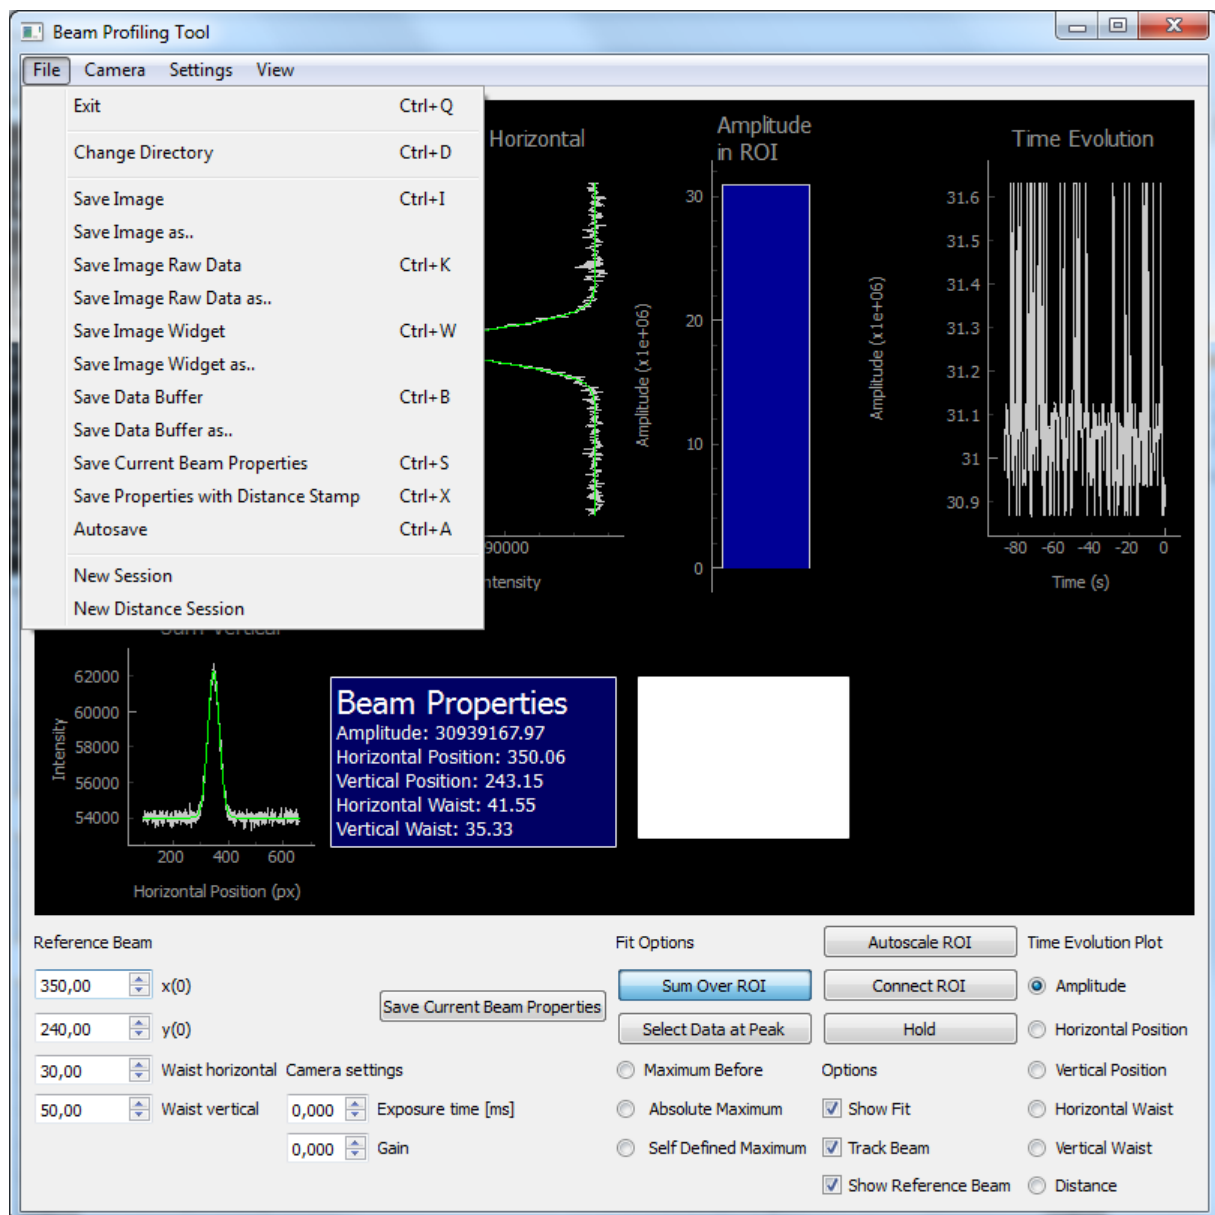 Beam Profiling Tool
File Camera Settings View
Exit Ctrl+Q
Change Directory Ctrl+D
Save Image Ctrl+I
Save Image as..
Save Image Raw Data Ctrl+K
Save Image Raw Data as..
Save Image Widget Ctrl+W
Save Image Widget as..
Save Data Buffer Ctrl+B
Save Data Buffer as..
Save Current Beam Properties Ctrl+S
Save Properties with Distance Stamp Ctrl+X
Autosave Ctrl+A
New Session
New Distance Session
Horizontal
90000
ntensity
Amplitude
in ROI
30
20
10
0
Amplitude (x1e+06)
Time Evolution
31.6
31.5
31.4
31.3
31.2
31.1
31
30.9
Amplitude (x1e+06)
-80 -60 -40 -20 0
Time (s)
Sum Vertical
62000
60000
58000
56000
54000
Intensity
200 400 600
Horizontal Position (px)
Beam Properties
Amplitude: 30939167.97
Horizontal Position: 350.06
Vertical Position: 243.15
Horizontal Waist: 41.55
Vertical Waist: 35.33
Reference Beam
350,00 x(0)
240,00 y(0)
30,00 Waist horizontal
50,00 Waist vertical
Save Current Beam Properties
Camera settings
0,000 Exposure time [ms]
0,000 Gain
Fit Options
Sum Over ROI
Select Data at Peak
Maximum Before
Absolute Maximum
Self Defined Maximum
Autoscale ROI
Connect ROI
Hold
Options
Show Fit
Track Beam
Show Reference Beam
Time Evolution Plot
Amplitude
Horizontal Position
Vertical Position
Horizontal Waist
Vertical Waist
Distance